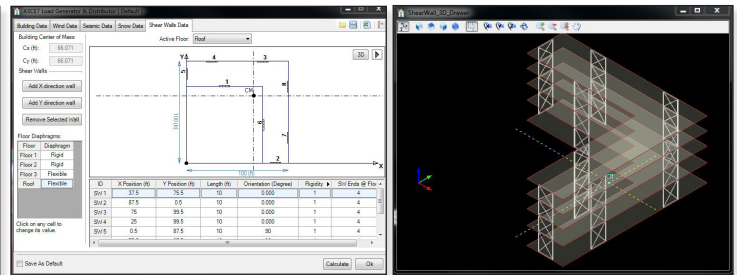 ASCE7 Load Generator & Distributor | Default
Building Data Wind Data Seismic Data Snow Data Shear Walls Data
Building Center of Mass
Cx (ft): 66.071
Cy (ft): 66.071
Shear Walls
Add X direction wall
Add Y direction wall
Remove Selected Wall
Floor Diaphragms:
Floor Diaphragm
Floor 1 Rigid
Floor 2 Rigid
Floor 3 Flexible
Roof Flexible
Click on any cell to
change its value.
Active Floor: Roof
3D
Y
4 3
5
1
8
CM
100 (ft)
6
7
2
X
100 (ft)
ID X Position (ft) Y Position (ft) Length (ft) Orientation (Degree) Rigidity SW Ends @ Flo
SW 1 37.5 75.5 10 0.000 1 4
SW 2 87.5 0.5 10 0.000 1 4
SW 3 75 99.5 10 0.000 1 4
SW 4 25 99.5 10 0.000 1 4
SW 5 0.5 87.5 10 90 1 4
Save As Default
Calculate Ok
ShearWall_3D_Drawer